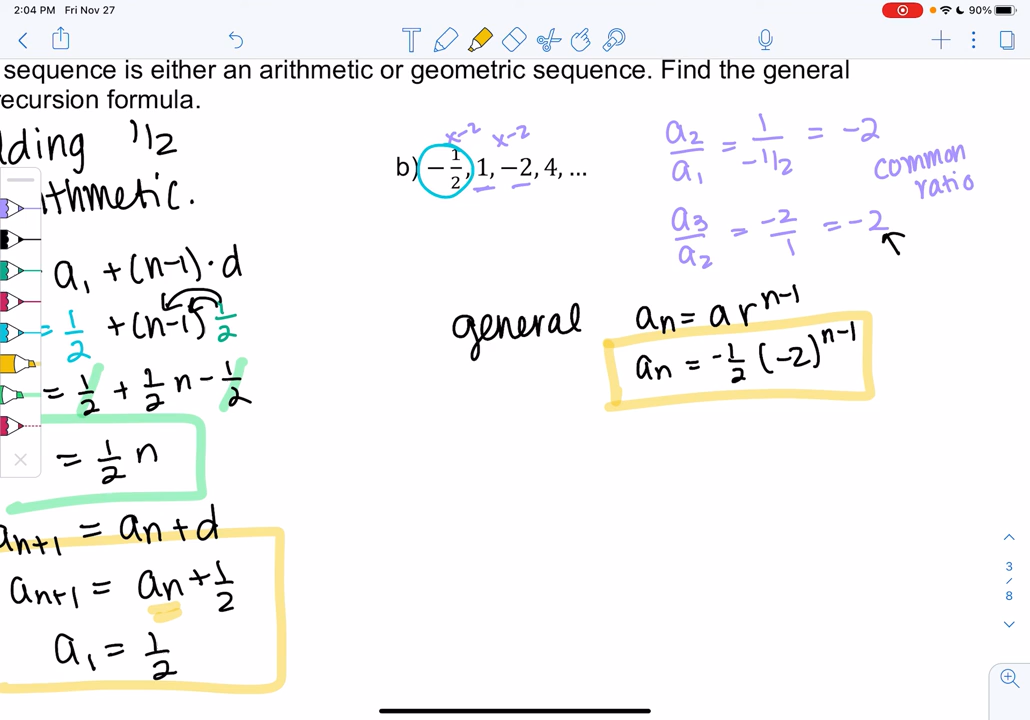 2:04 PM Fri Nov 27 90%
sequence is either an arithmetic or geometric sequence. Find the general
ecursion formula.
lding 1/2
ithmetic.
a₁ + (n-1)·d
= 1/2 + (n-1) 1/2
= 1/2 + 1/2 n - 1/2
= 1/2 n
an+1 = an + d
an+1 = an + 1/2
a₁ = 1/2
x-2 x-2
b) -1/2, 1, -2, 4, ...
a₂/a₁ = 1/-1/2 = -2
common
ratio
a₃/a₂ = -2/1 = -2
general an = a r^n-1
an = -1/2 (-2)^n-1
3
/
8